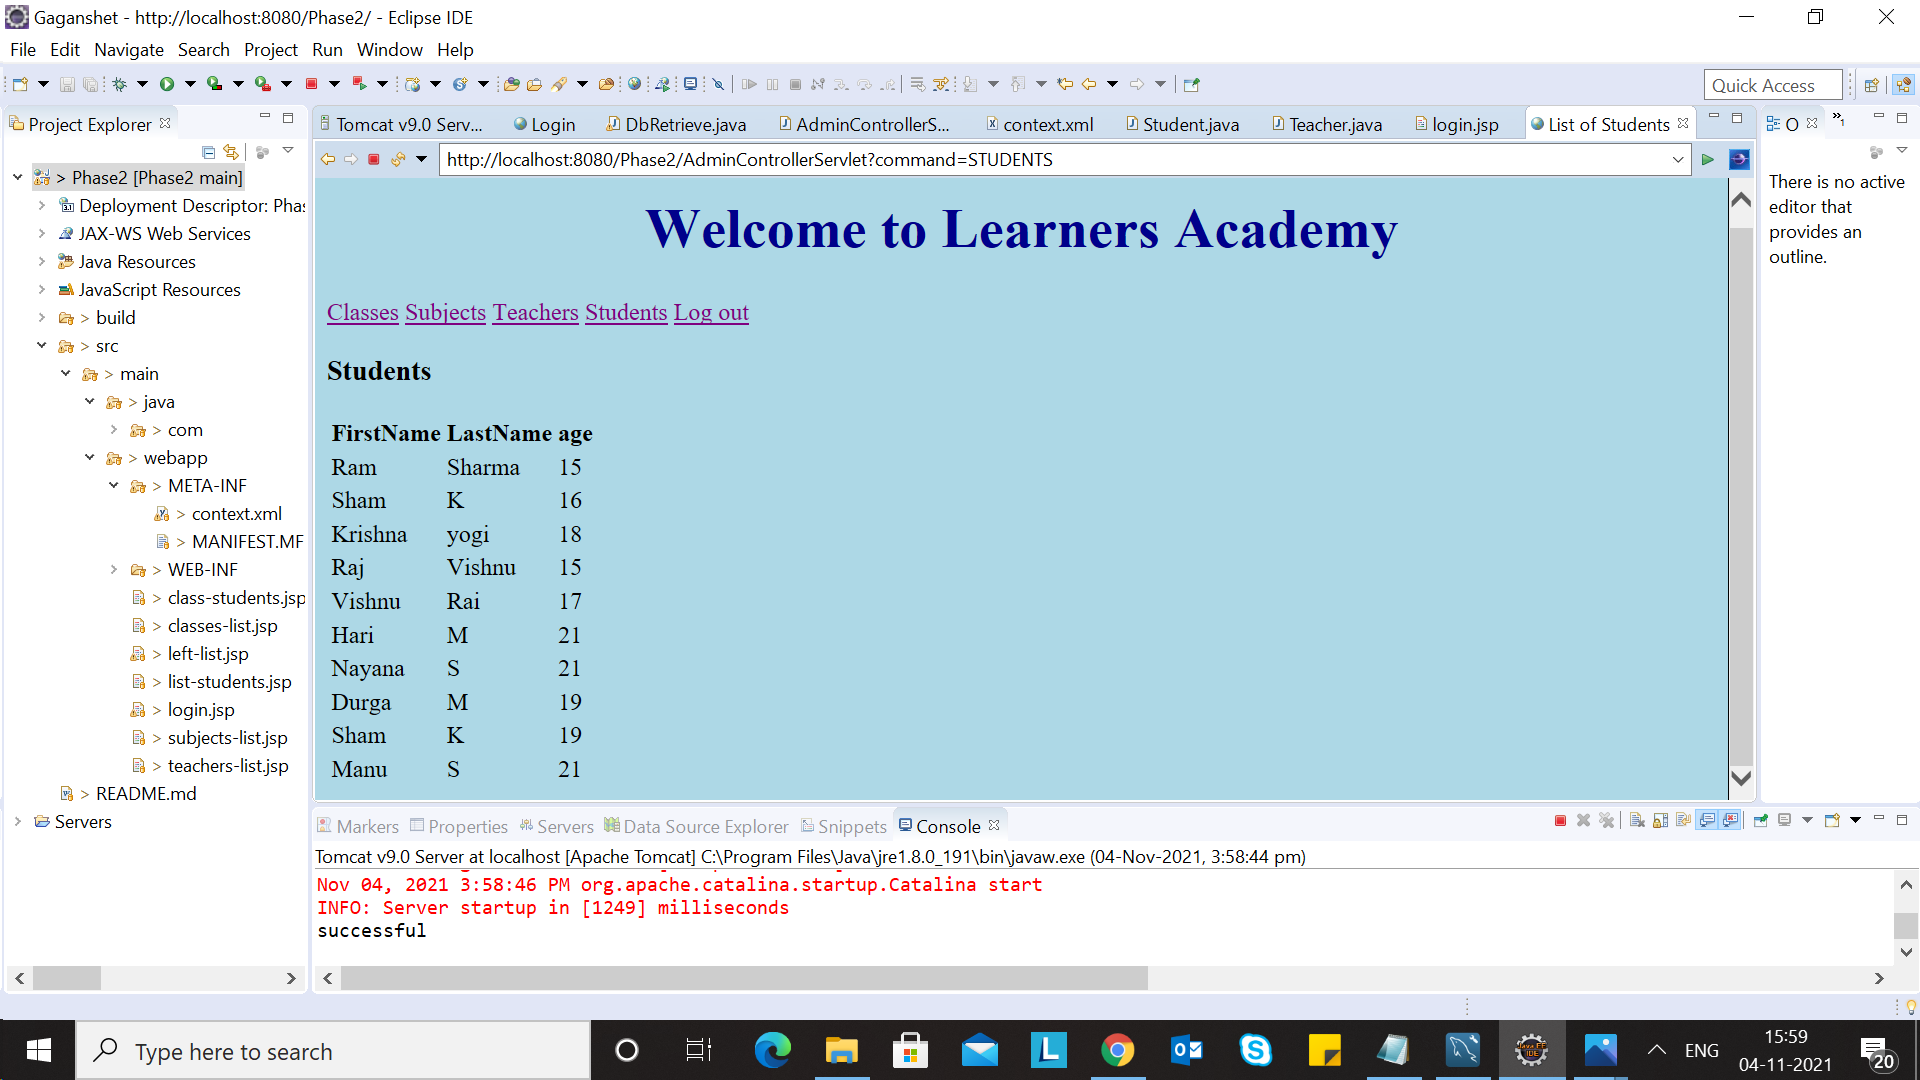 Gaganshet - http://localhost:8080/Phase2/ - Eclipse IDE
File Edit Navigate Search Project Run Window Help
Quick Access
Project Explorer
Tomcat v9.0 Serv... Login DbRetrieve.java AdminControllerS... context.xml Student.java Teacher.java login.jsp List of Students
O
»1
http://localhost:8080/Phase2/AdminControllerServlet?command=STUDENTS
> Phase2 [Phase2 main]
Deployment Descriptor: Phas
JAX-WS Web Services
Java Resources
JavaScript Resources
> build
> src
> main
> java
> com
> webapp
> META-INF
> context.xml
> MANIFEST.MF
> WEB-INF
> class-students.jsp
> classes-list.jsp
> left-list.jsp
> list-students.jsp
> login.jsp
> subjects-list.jsp
> teachers-list.jsp
> README.md
Servers
Welcome to Learners Academy
Classes Subjects Teachers Students Log out
Students
FirstName LastName age
Ram Sharma 15
Sham K 16
Krishna yogi 18
Raj Vishnu 15
Vishnu Rai 17
Hari M 21
Nayana S 21
Durga M 19
Sham K 19
Manu S 21
There is no active
editor that
provides an
outline.
Markers Properties Servers Data Source Explorer Snippets Console
Tomcat v9.0 Server at localhost [Apache Tomcat] C:\Program Files\Java\jre1.8.0_191\bin\javaw.exe (04-Nov-2021, 3:58:44 pm)
Nov 04, 2021 3:58:46 PM org.apache.catalina.startup.Catalina start
INFO: Server startup in [1249] milliseconds
successful
Type here to search
ENG
15:59
04-11-2021
20